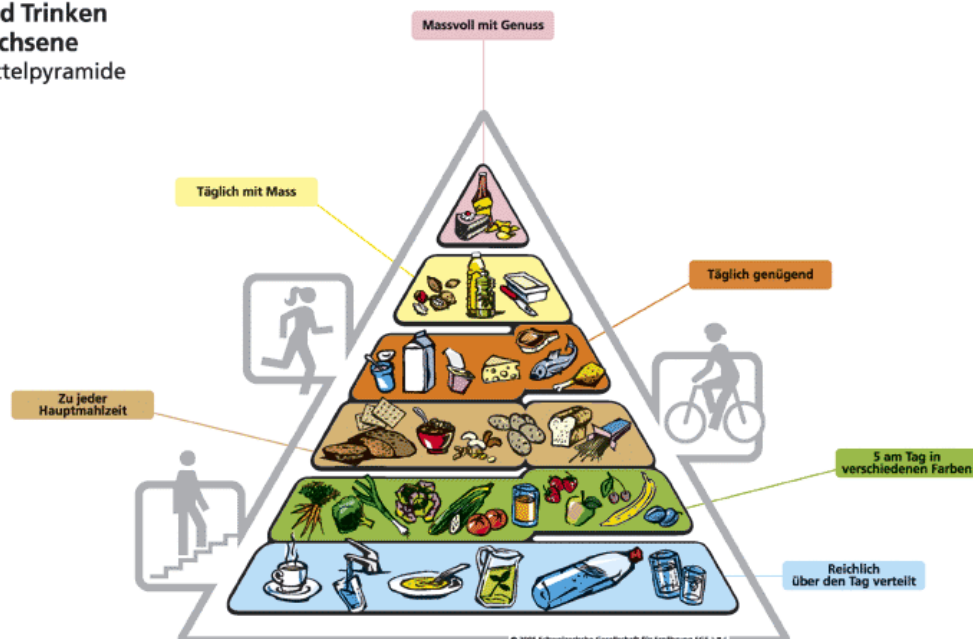 d Trinken
chsene
telpyramide
Massvoll mit Genuss
Täglich mit Mass
Täglich genügend
Zu jeder
Hauptmahlzeit
5 am Tag in
verschiedenen Farben
Reichlich
über den Tag verteilt